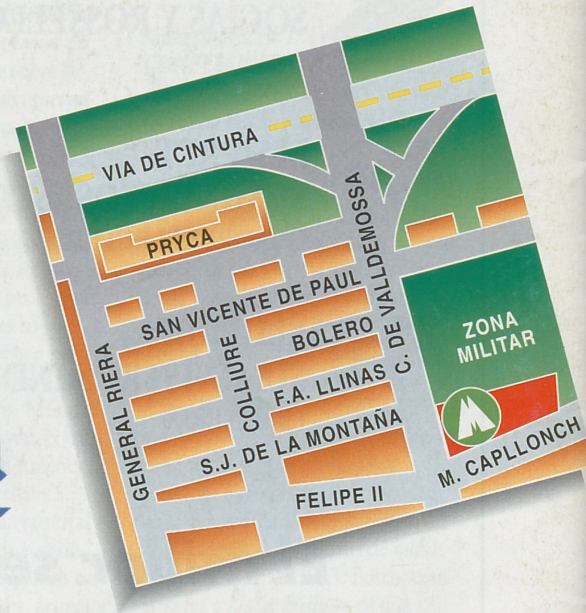 VIA DE CINTURA
PRYCA
SAN VICENTE DE PAUL
C. DE VALLDEMOSSA
BOLERO
ZONA
MILITAR
GENERAL RIERA
COLLIURE
F.A. LLINAS
S.J. DE LA MONTAÑA
M. CAPLLONCH
FELIPE II